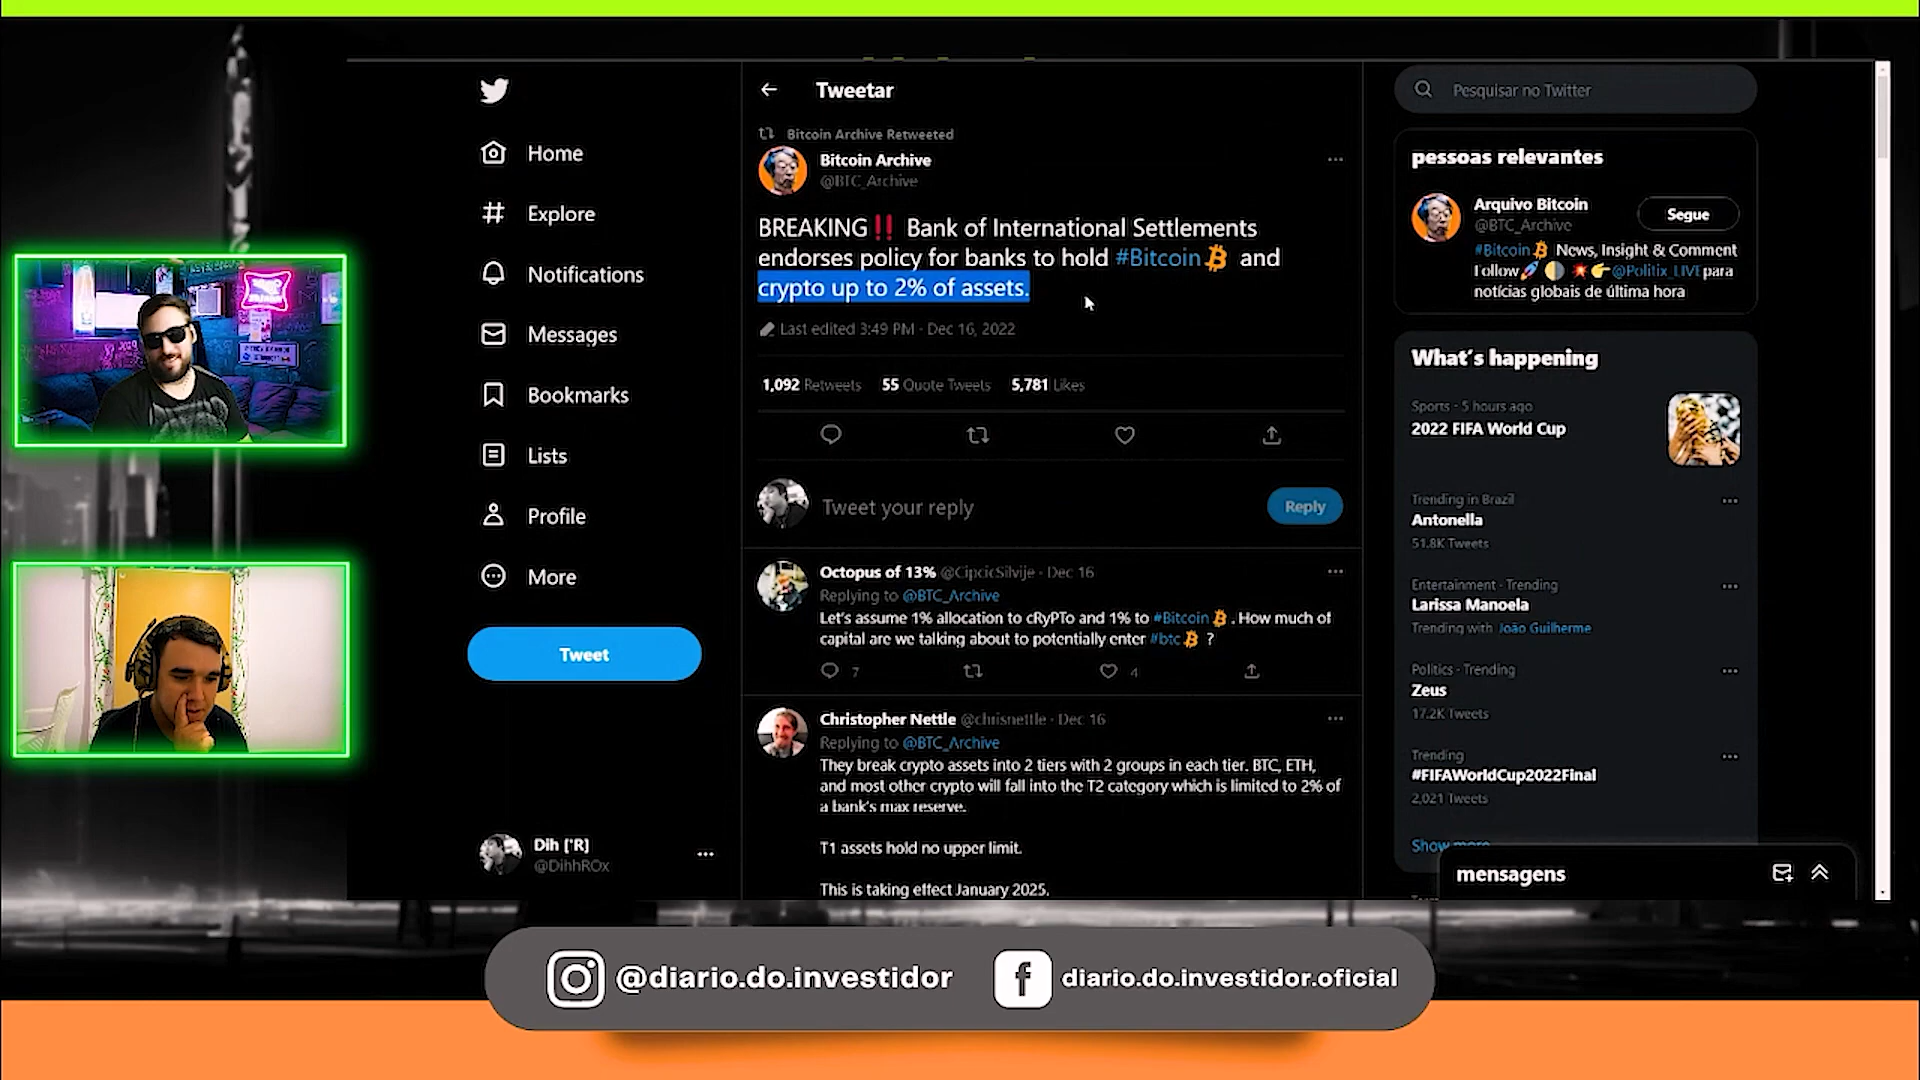 Home
Explore
Notifications
Messages
Bookmarks
Lists
Profile
More
Tweet
Dih ['R]
@DihhROx
Tweetar
Bitcoin Archive Retweeted
Bitcoin Archive
@BTC_Archive
BREAKING‼️ Bank of International Settlements
endorses policy for banks to hold #Bitcoin and
crypto up to 2% of assets.
Last edited 3:49 PM · Dec 16, 2022
1,092 Retweets 55 Quote Tweets 5,781 Likes
Tweet your reply
Reply
Octopus of 13% @CipcicSilvije · Dec 16
Replying to @BTC_Archive
Let's assume 1% allocation to cRyPTo and 1% to #Bitcoin . How much of
capital are we talking about to potentially enter #btc ?
7
4
Christopher Nettle @chrisnettle · Dec 16
Replying to @BTC_Archive
They break crypto assets into 2 tiers with 2 groups in each tier. BTC, ETH,
and most other crypto will fall into the T2 category which is limited to 2% of
a bank's max reserve.
T1 assets hold no upper limit.
This is taking effect January 2025.
Pesquisar no Twitter
pessoas relevantes
Arquivo Bitcoin
@BTC_Archive
Segue
#Bitcoin News, Insight & Comment
Follow @Politix_LIVE para
notícias globais de última hora
What's happening
Sports · 5 hours ago
2022 FIFA World Cup
Trending in Brazil
Antonella
51.8K Tweets
Entertainment · Trending
Larissa Manoela
Trending with João Guilherme
Politics · Trending
Zeus
17.2K Tweets
Trending
#FIFAWorldCup2022Final
2,021 Tweets
Show more
mensagens
@diario.do.investidor
diario.do.investidor.oficial